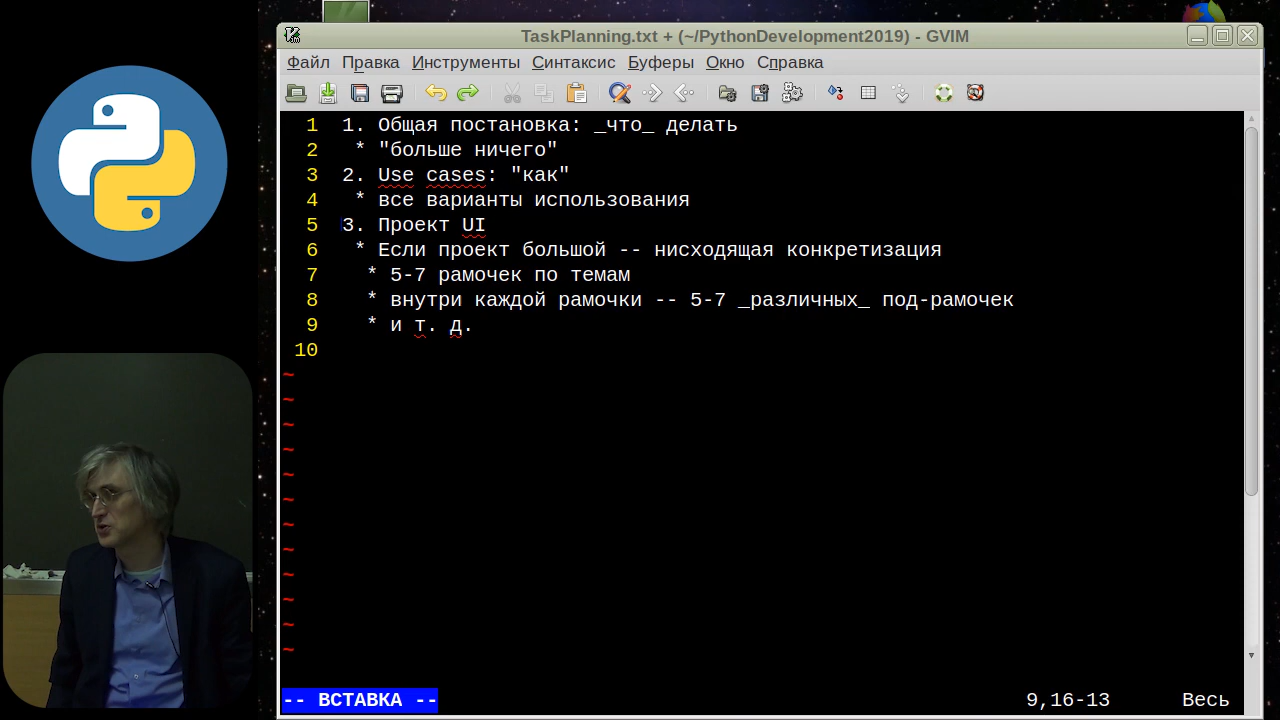 TaskPlanning.txt + (~/PythonDevelopment2019) - GVIM
Файл Правка Инструменты Синтаксис Буферы Окно Справка
1 1. Общая постановка: _что_ делать
2 * "больше ничего"
3 2. Use cases: "как"
4 * все варианты использования
5 3. Проект UI
6 * Если проект большой -- нисходящая конкретизация
7 * 5-7 рамочек по темам
8 * внутри каждой рамочки -- 5-7 _различных_ под-рамочек
9 * и т. д.
10
~
~
~
~
~
~
~
~
~
~
~
~
-- ВСТАВКА -- 9,16-13 Весь